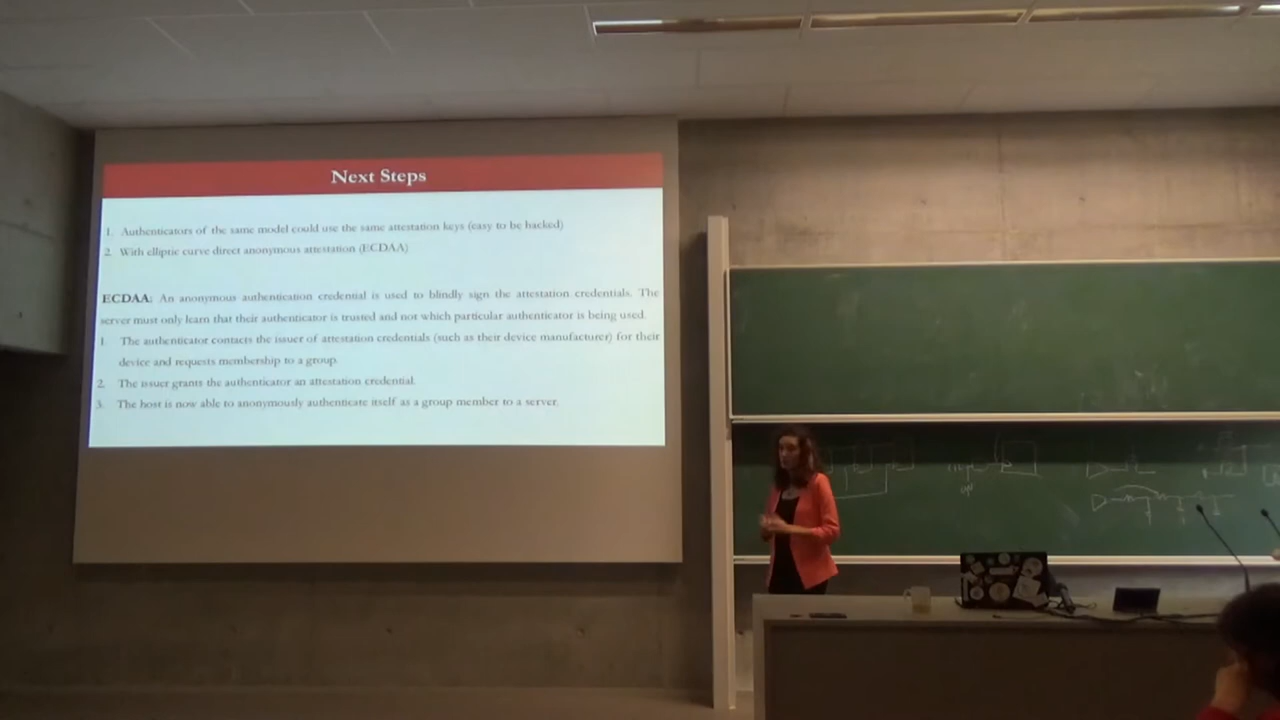 Next Steps
1. Authenticators of the same model could use the same attestation keys (easy to be hacked)
2. With elliptic curve direct anonymous attestation (ECDAA)
ECDAA: An anonymous authentication credential is used to blindly sign the attestation credentials. The
server must only learn that their authenticator is trusted and not which particular authenticator is being used.
1. The authenticator contacts the issuer of attestation credentials (such as their device manufacturer) for their
device and requests membership to a group.
2. The issuer grants the authenticator an attestation credential.
3. The host is now able to anonymously authenticate itself as a group member to a server.